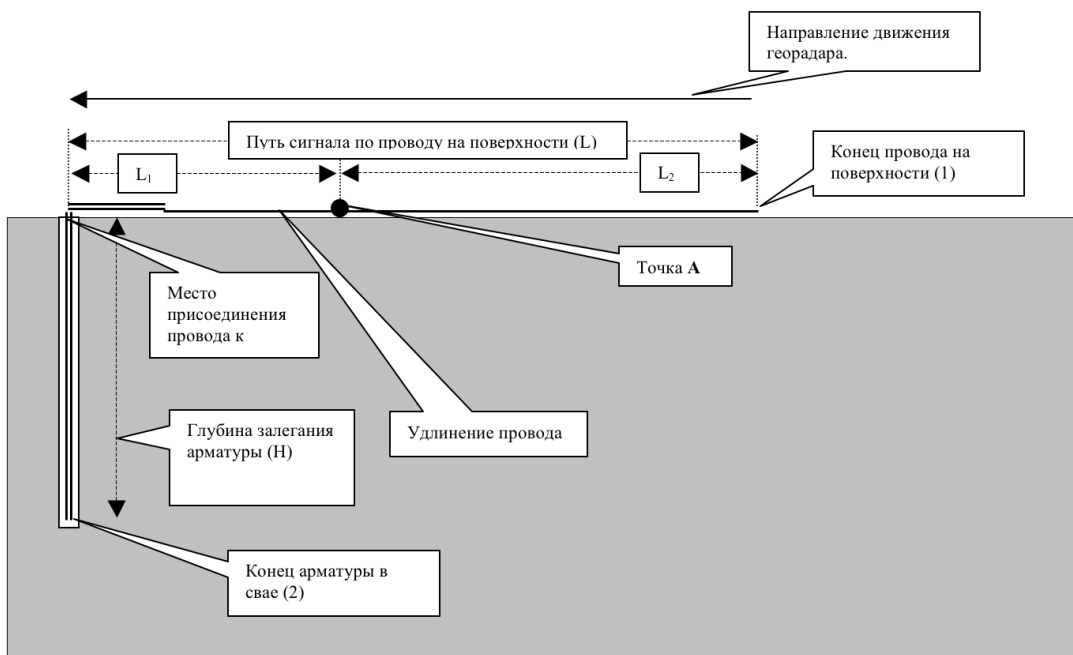 Направление движения
георадара.
Путь сигнала по проводу на поверхности (L)
L₁
L₂
Конец провода на
поверхности (1)
Точка А
Место
присоединения
провода к
Глубина залегания
арматуры (Н)
Удлинение провода
Конец арматуры в
свае (2)